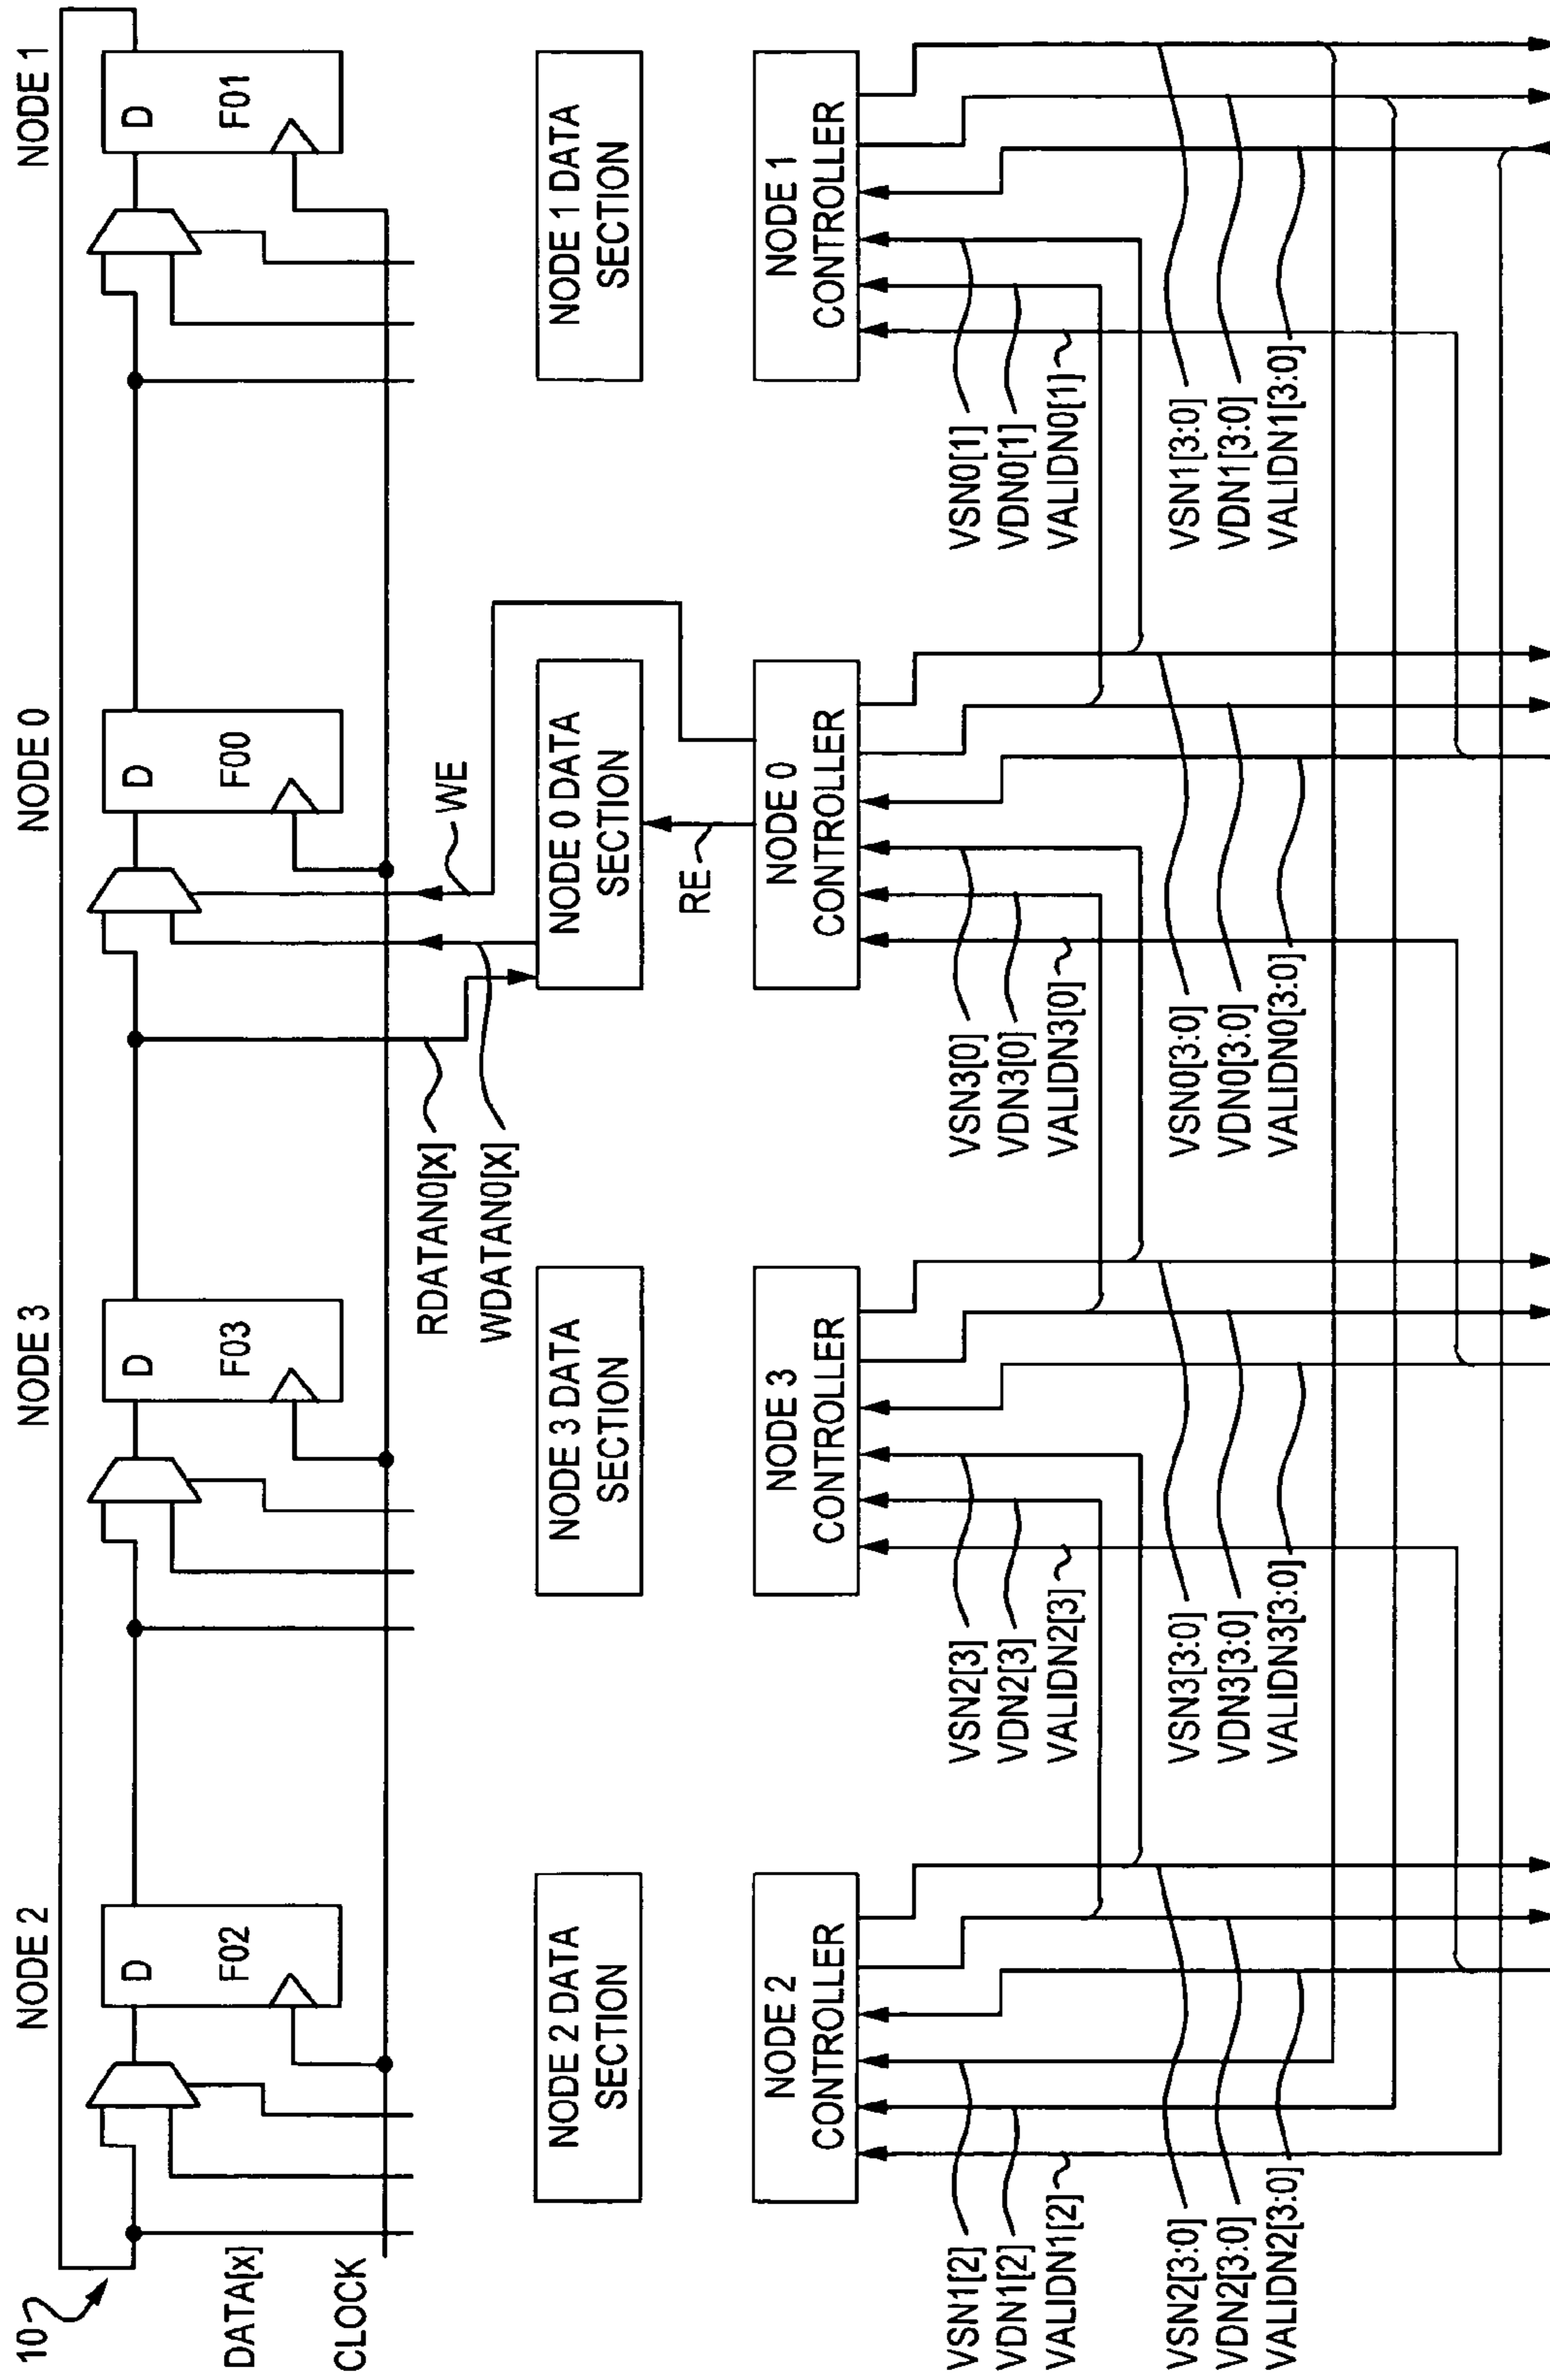 10
NODE 2
NODE 3
NODE 0
NODE 1
D
F02
D
F03
D
F00
D
F01
DATA[x]
CLOCK
RDATAN0[x]
WDATAN0[x]
WE
NODE 2 DATA
SECTION
NODE 3 DATA
SECTION
NODE 0 DATA
SECTION
NODE 1 DATA
SECTION
RE
NODE 2
CONTROLLER
NODE 3
CONTROLLER
NODE 0
CONTROLLER
NODE 1
CONTROLLER
VSN1[2]
VDN1[2]
VALIDN1[2]
VSN2[3]
VDN2[3]
VALIDN2[3]
VSN3[0]
VDN3[0]
VALIDN3[0]
VSN0[1]
VDN0[1]
VALIDN0[1]
VSN2[3:0]
VDN2[3:0]
VALIDN2[3:0]
VSN3[3:0]
VDN3[3:0]
VALIDN3[3:0]
VSN0[3:0]
VDN0[3:0]
VALIDN0[3:0]
VSN1[3:0]
VDN1[3:0]
VALIDN1[3:0]